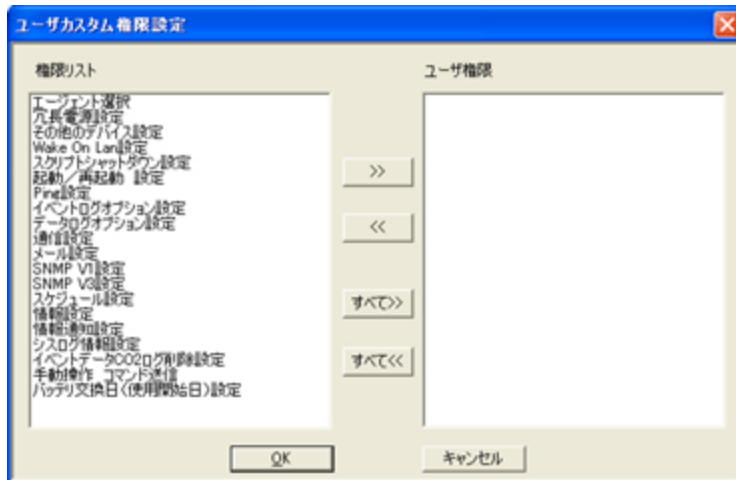 ユーザカスタム権限設定
権限リスト
ユーザ権限
エージェント選択
冗長電源設定
その他のデバイス設定
Wake On Lan設定
スクリプトシャットダウン設定
起動／再起動 設定
Ping設定
イベントログオプション設定
データログオプション設定
通信設定
メール設定
SNMP V1設定
SNMP V3設定
スケジュール設定
情報設定
情報通知設定
シスログ情報設定
イベントデータCO2ログ削除設定
手動操作 コマンド送信
バッテリ交換日(使用開始日)設定
>>
<<
すべて>>
すべて<<
OK
キャンセル